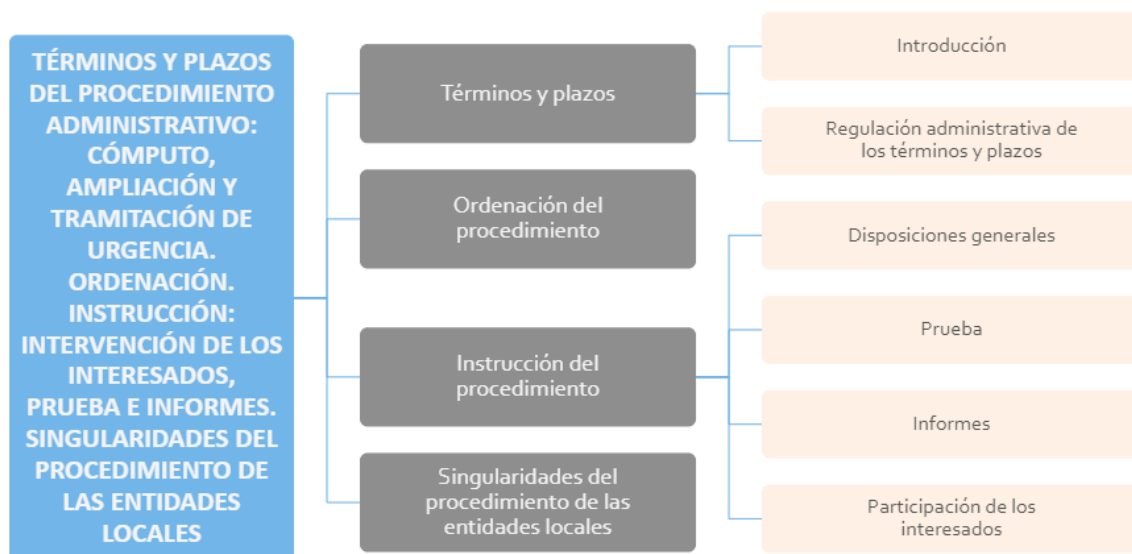 TÉRMINOS Y PLAZOS
DEL PROCEDIMIENTO
ADMINISTRATIVO:
CÓMPUTO,
AMPLIACIÓN Y
TRAMITACIÓN DE
URGENCIA.
ORDENACIÓN.
INSTRUCCIÓN:
INTERVENCIÓN DE LOS
INTERESADOS,
PRUEBA E INFORMES.
SINGULARIDADES DEL
PROCEDIMIENTO DE
LAS ENTIDADES
LOCALES
Términos y plazos
Introducción
Regulación administrativa de
los términos y plazos
Ordenación del
procedimiento
Instrucción del
procedimiento
Disposiciones generales
Prueba
Informes
Participación de los
interesados
Singularidades del
procedimiento de las
entidades locales